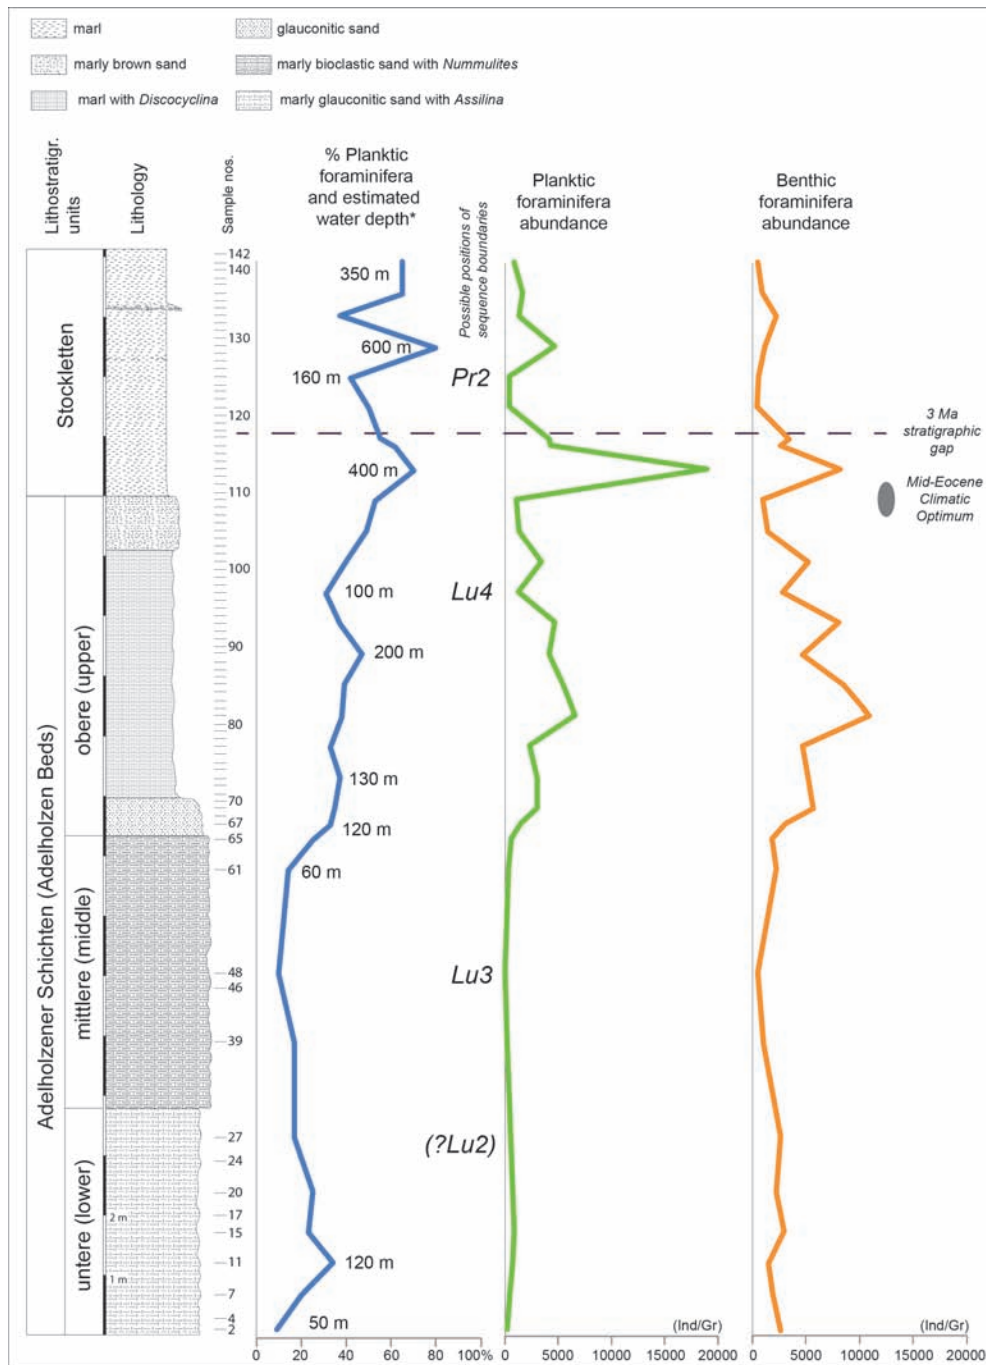 marl
glauconitic sand
marly brown sand
marly bioclastic sand with Nummulites
marl with Discocyclina
marly glauconitic sand with Assilina
Lithostratigr.
units
Lithology
Sample nos.
% Planktic
foraminifera
and estimated
water depth*
Possible positions of
sequence boundaries
Planktic
foraminifera
abundance
Benthic
foraminifera
abundance
Stockletten
Adelholzener Schichten (Adelholzen Beds)
obere (upper)
mittlere (middle)
untere (lower)
2 m
1 m
142
140
130
120
110
100
90
80
70
67
65
61
48
46
39
27
24
20
17
15
11
7
4
2
350 m
600 m
160 m
400 m
100 m
200 m
130 m
120 m
60 m
120 m
50 m
Pr2
Lu4
Lu3
(?Lu2)
3 Ma
stratigraphic
gap
Mid-Eocene
Climatic
Optimum
(Ind/Gr)
(Ind/Gr)
0 20 40 60 80 100%
0 5000 10000 15000 20000
0 5000 10000 15000 20000